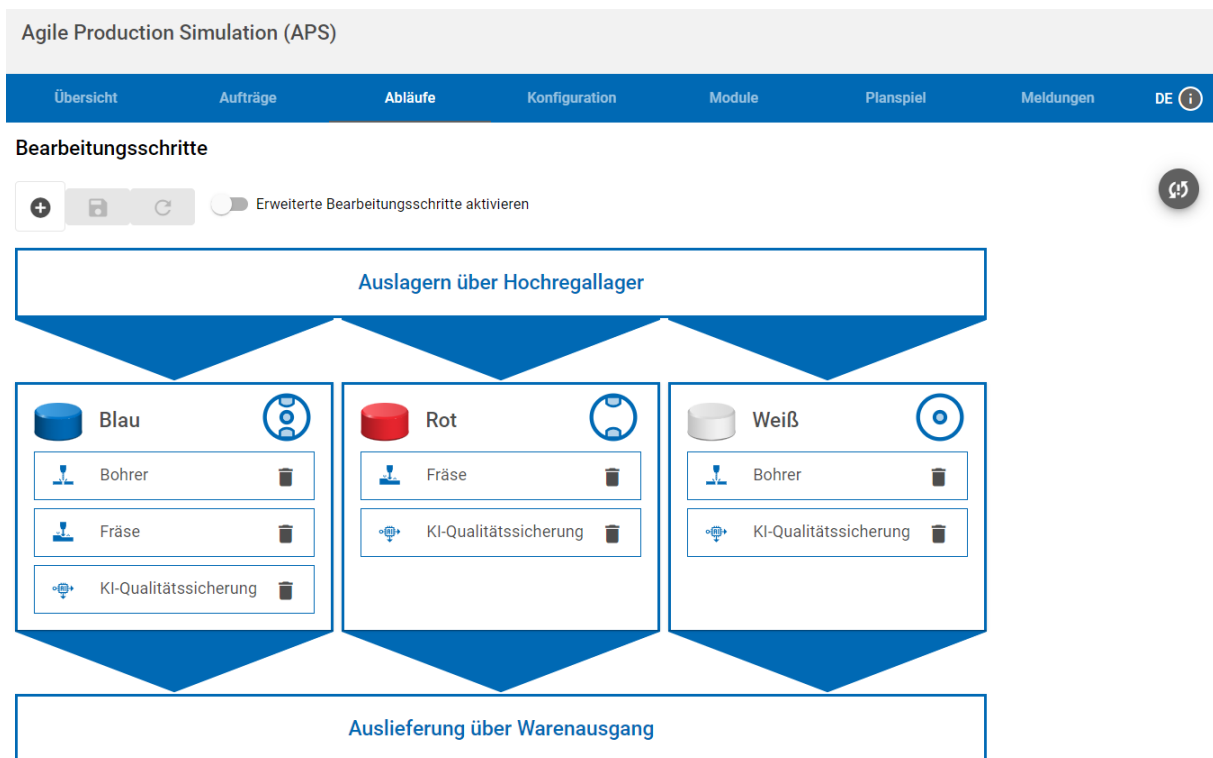 Agile Production Simulation (APS)
Übersicht Aufträge Abläufe Konfiguration Module Planspiel Meldungen DE i
Bearbeitungsschritte
Erweiterte Bearbeitungsschritte aktivieren
Auslagern über Hochregallager
Blau
Bohrer
Fräse
KI-Qualitätssicherung
Rot
Fräse
KI-Qualitätssicherung
Weiß
Bohrer
KI-Qualitätssicherung
Auslieferung über Warenausgang